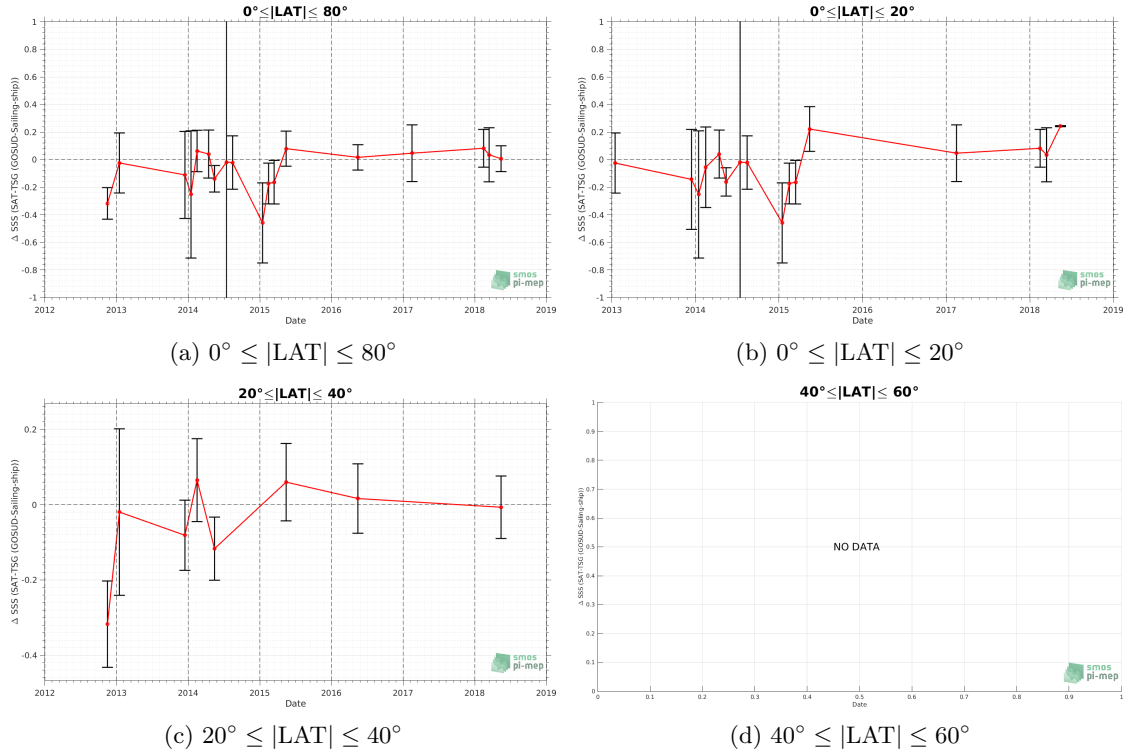 0°≤|LAT|≤ 80°
1
0.8
0.6
0.4
0.2
0
-0.2
-0.4
-0.6
-0.8
-1
Δ SSS (SAT-TSG (GOSUD-Sailing-ship))
2012 2013 2014 2015 2016 2017 2018 2019
Date
smos
pi-mep
(a) 0° ≤ |LAT| ≤ 80°
0°≤|LAT|≤ 20°
1
0.8
0.6
0.4
0.2
0
-0.2
-0.4
-0.6
-0.8
-1
Δ SSS (SAT-TSG (GOSUD-Sailing-ship))
2013 2014 2015 2016 2017 2018 2019
Date
smos
pi-mep
(b) 0° ≤ |LAT| ≤ 20°
20°≤|LAT|≤ 40°
0.2
0
-0.2
-0.4
Δ SSS (SAT-TSG (GOSUD-Sailing-ship))
2012 2013 2014 2015 2016 2017 2018 2019
Date
smos
pi-mep
(c) 20° ≤ |LAT| ≤ 40°
40°≤|LAT|≤ 60°
1
0.9
0.8
0.7
0.6
0.5
0.4
0.3
0.2
0.1
0
Δ SSS (SAT-TSG (GOSUD-Sailing-ship))
NO DATA
0 0.1 0.2 0.3 0.4 0.5 0.6 0.7 0.8 0.9 1
Date
smos
pi-mep
(d) 40° ≤ |LAT| ≤ 60°